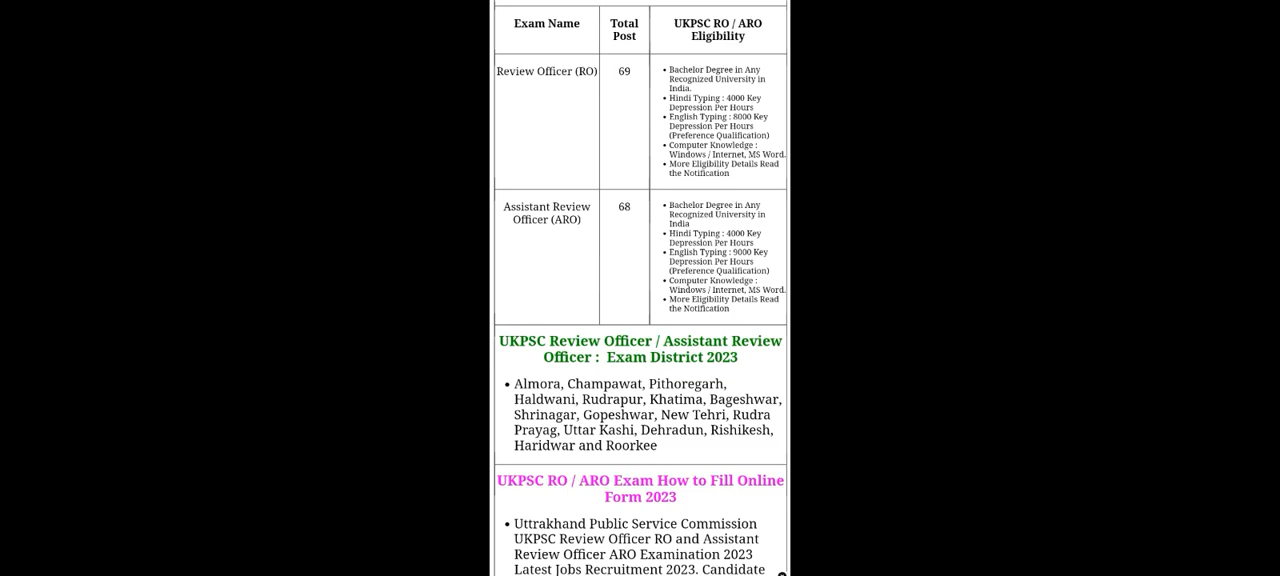 Exam Name
Total
Post
UKPSC RO / ARO
Eligibility
Review Officer (RO)
69
• Bachelor Degree in Any
Recognized University in
India.
• Hindi Typing : 4000 Key
Depression Per Hours
• English Typing : 8000 Key
Depression Per Hours
(Preference Qualification)
• Computer Knowledge :
Windows / Internet, MS Word.
• More Eligibility Details Read
the Notification
Assistant Review
Officer (ARO)
68
• Bachelor Degree in Any
Recognized University in
India
• Hindi Typing : 4000 Key
Depression Per Hours
• English Typing : 9000 Key
Depression Per Hours
(Preference Qualification)
• Computer Knowledge :
Windows / Internet, MS Word.
• More Eligibility Details Read
the Notification
UKPSC Review Officer / Assistant Review
Officer : Exam District 2023
• Almora, Champawat, Pithoregarh,
Haldwani, Rudrapur, Khatima, Bageshwar,
Shrinagar, Gopeshwar, New Tehri, Rudra
Prayag, Uttar Kashi, Dehradun, Rishikesh,
Haridwar and Roorkee
UKPSC RO / ARO Exam How to Fill Online
Form 2023
• Uttrakhand Public Service Commission
UKPSC Review Officer RO and Assistant
Review Officer ARO Examination 2023
Latest Jobs Recruitment 2023. Candidate